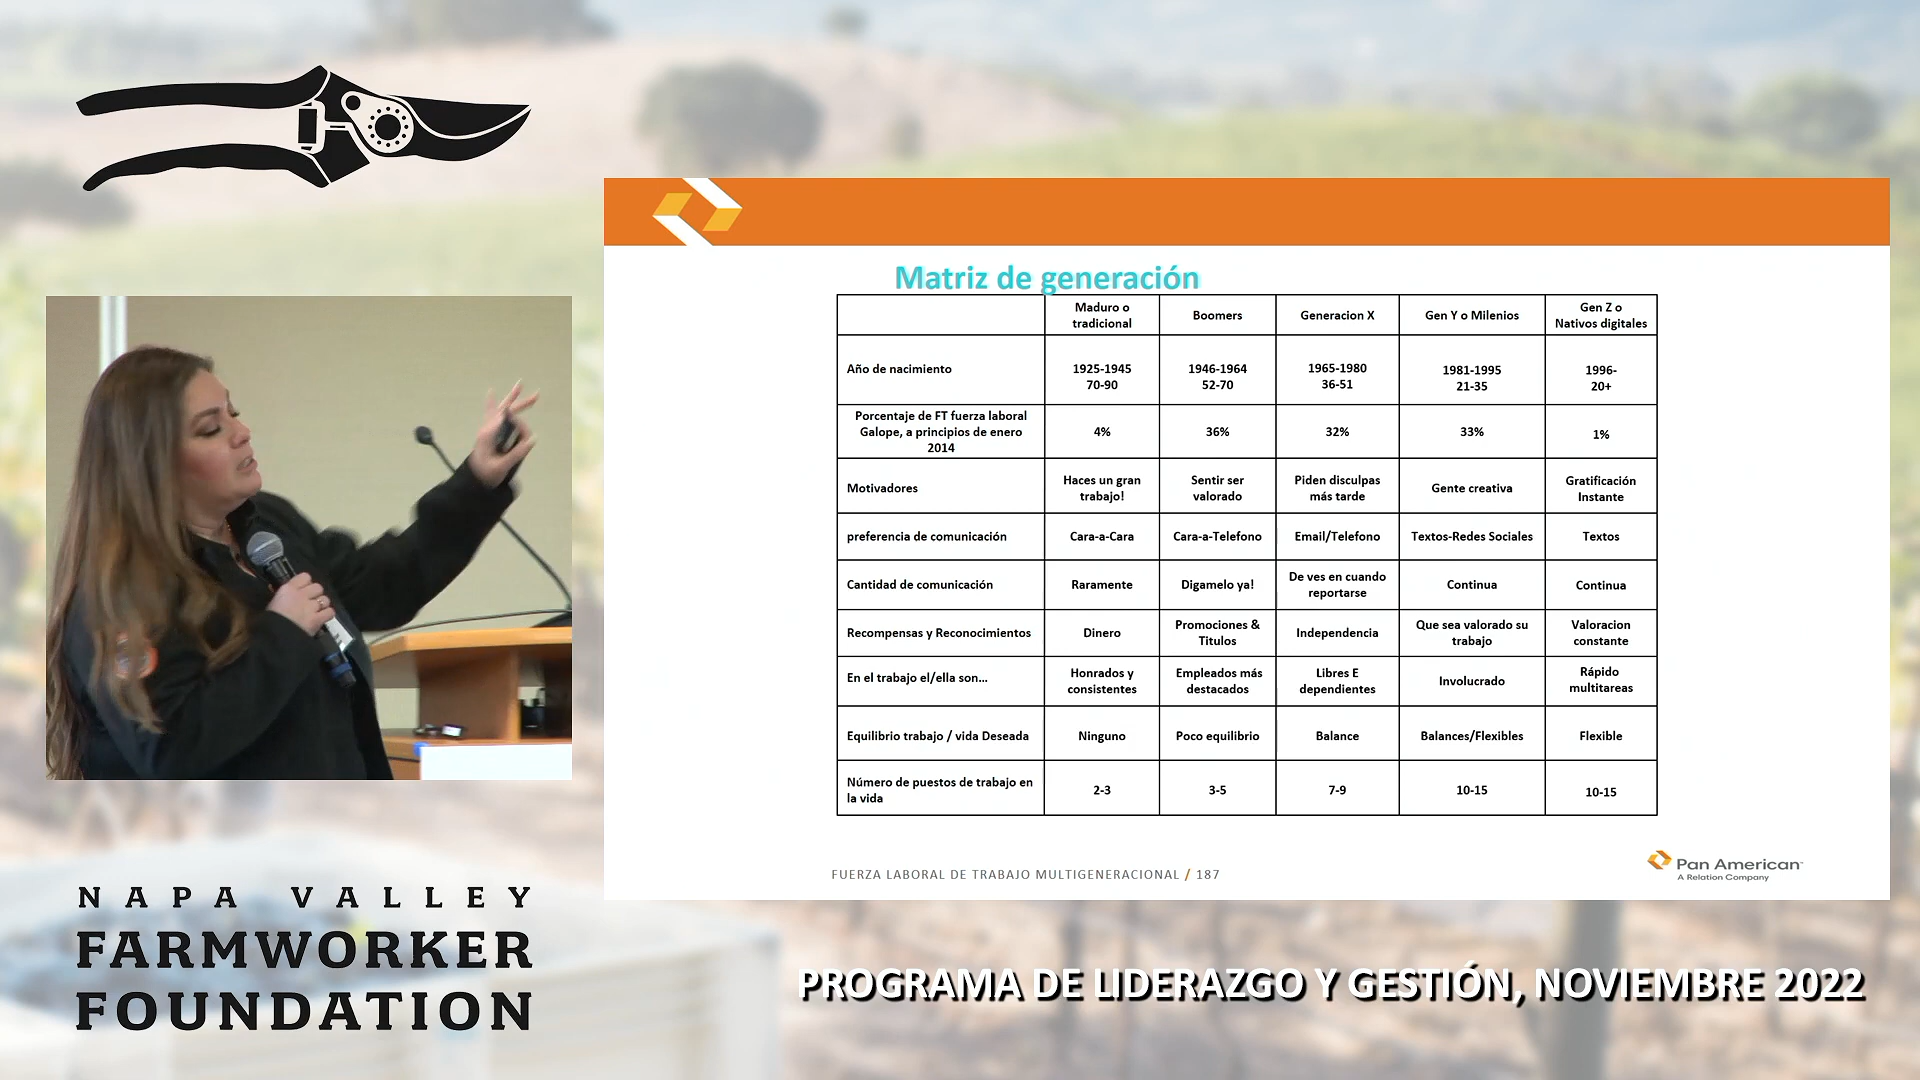 Matriz de generación
Maduro o
tradicional
Boomers
Generacion X
Gen Y o Milenios
Gen Z o
Nativos digitales
Año de nacimiento
1925-1945
70-90
1946-1964
52-70
1965-1980
36-51
1981-1995
21-35
1996-
20+
Porcentaje de FT fuerza laboral
Galope, a principios de enero
2014
4%
36%
32%
33%
1%
Motivadores
Haces un gran
trabajo!
Sentir ser
valorado
Piden disculpas
más tarde
Gente creativa
Gratificación
Instante
preferencia de comunicación
Cara-a-Cara
Cara-a-Telefono
Email/Telefono
Textos-Redes Sociales
Textos
Cantidad de comunicación
Raramente
Digamelo ya!
De ves en cuando
reportarse
Continua
Continua
Recompensas y Reconocimientos
Dinero
Promociones &
Titulos
Independencia
Que sea valorado su
trabajo
Valoracion
constante
En el trabajo el/ella son...
Honrados y
consistentes
Empleados más
destacados
Libres E
dependientes
Involucrado
Rápido
multitareas
Equilibrio trabajo / vida Deseada
Ninguno
Poco equilibrio
Balance
Balances/Flexibles
Flexible
Número de puestos de trabajo en
la vida
2-3
3-5
7-9
10-15
10-15
FUERZA LABORAL DE TRABAJO MULTIGENERACIONAL / 187
Pan American
A Relation Company
NAPA VALLEY
FARMWORKER
FOUNDATION
PROGRAMA DE LIDERAZGO Y GESTIÓN, NOVIEMBRE 2022